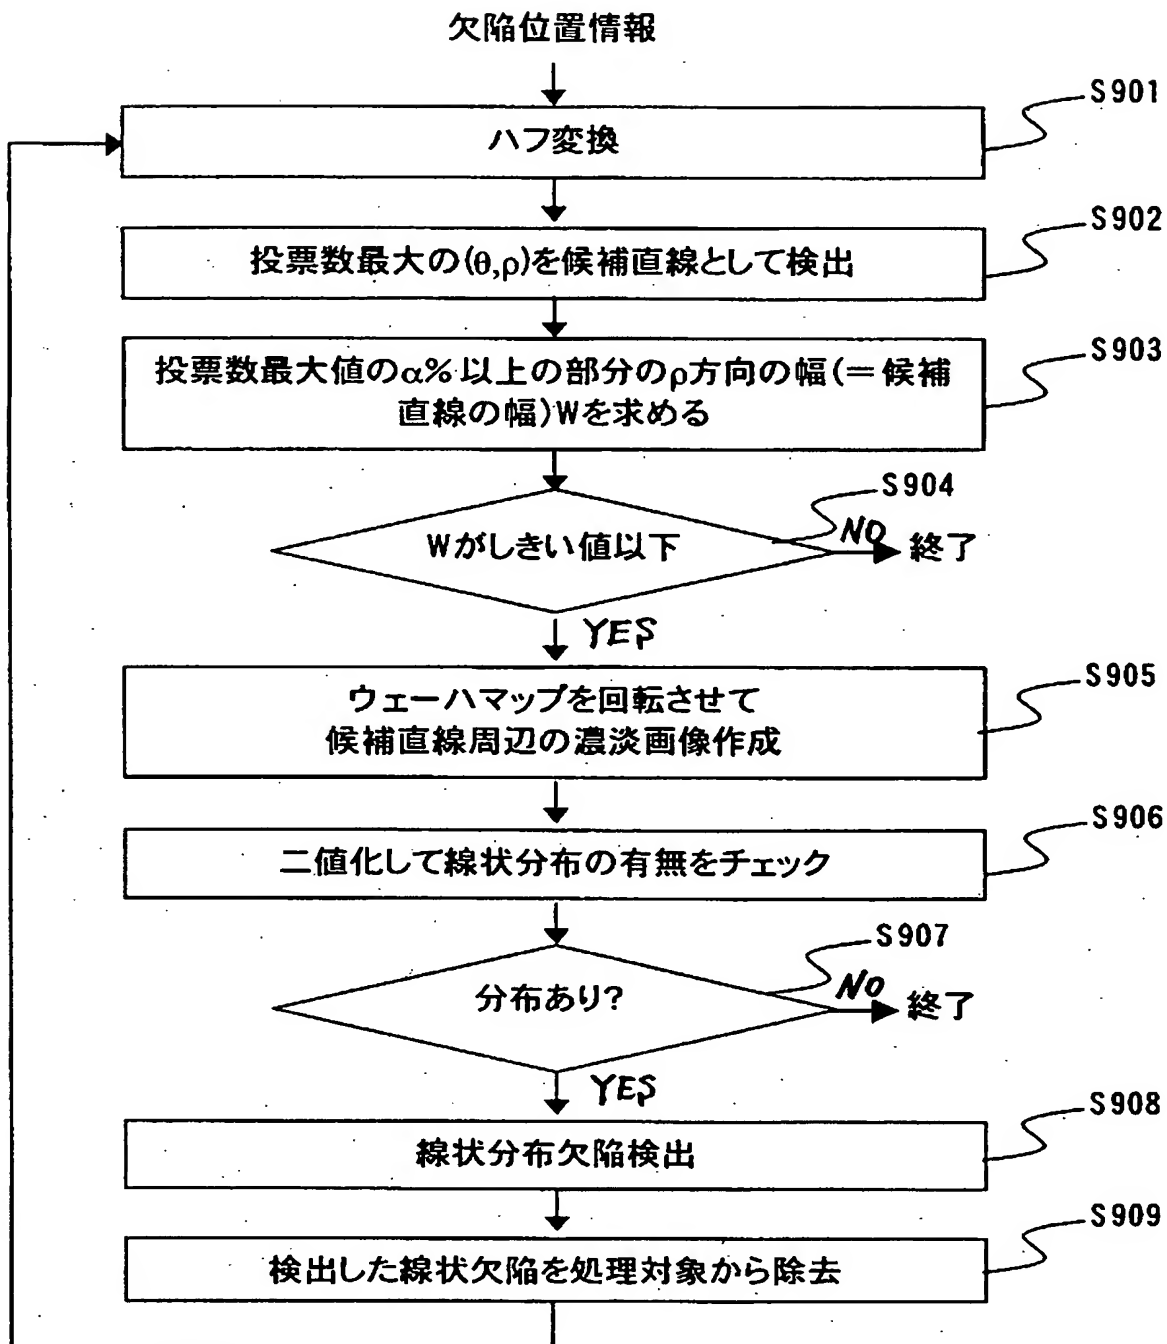 欠陥位置情報
S901
ハフ変換
S902
投票数最大の(θ,ρ)を候補直線として検出
S903
投票数最大値のα%以上の部分のρ方向の幅(=候補
直線の幅)Wを求める
S904
Wがしきい値以下
NO
終了
YES
S905
ウェーハマップを回転させて
候補直線周辺の濃淡画像作成
S906
二値化して線状分布の有無をチェック
S907
分布あり?
NO
終了
YES
S908
線状分布欠陥検出
S909
検出した線状欠陥を処理対象から除去